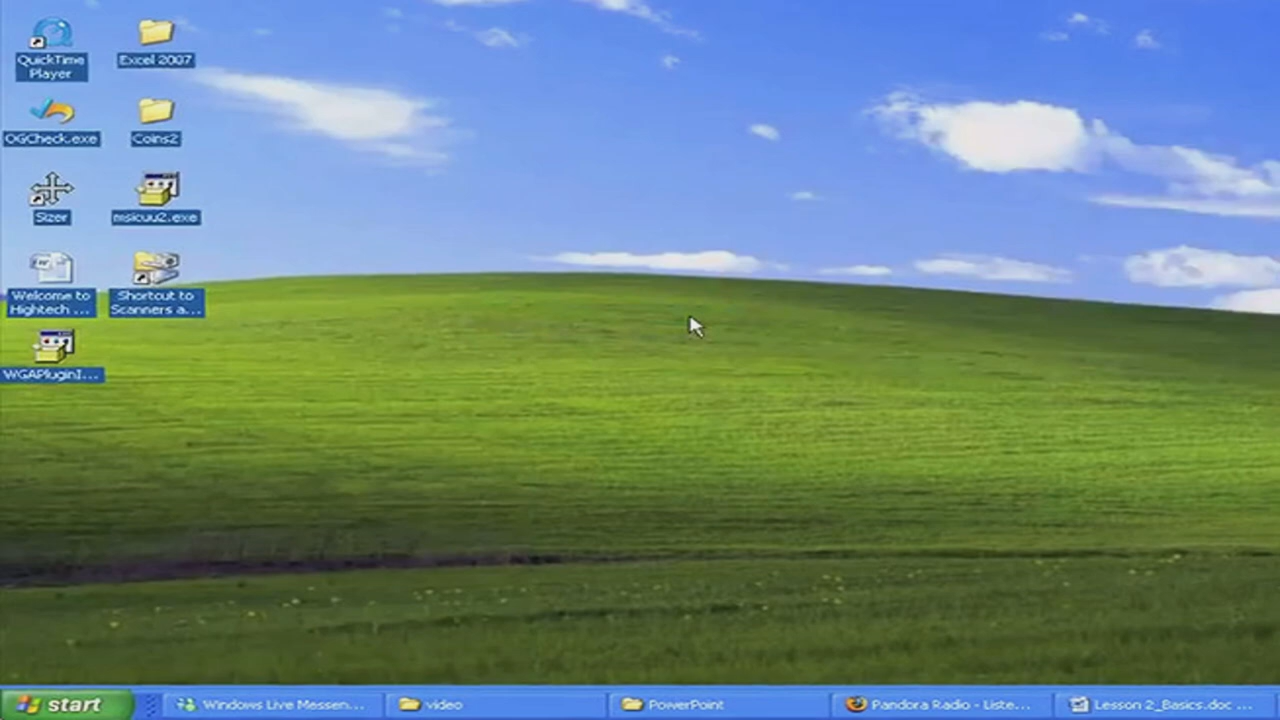 QuickTime
Player
Excel 2007
OGCheck.exe
Coins2
Sizer
msicuu2.exe
Welcome to
Hightech ...
Shortcut to
Scanners a...
WGAPluginI...
start
Windows Live Messen...
video
PowerPoint
Pandora Radio - Liste...
Lesson 2_Basics.doc ...